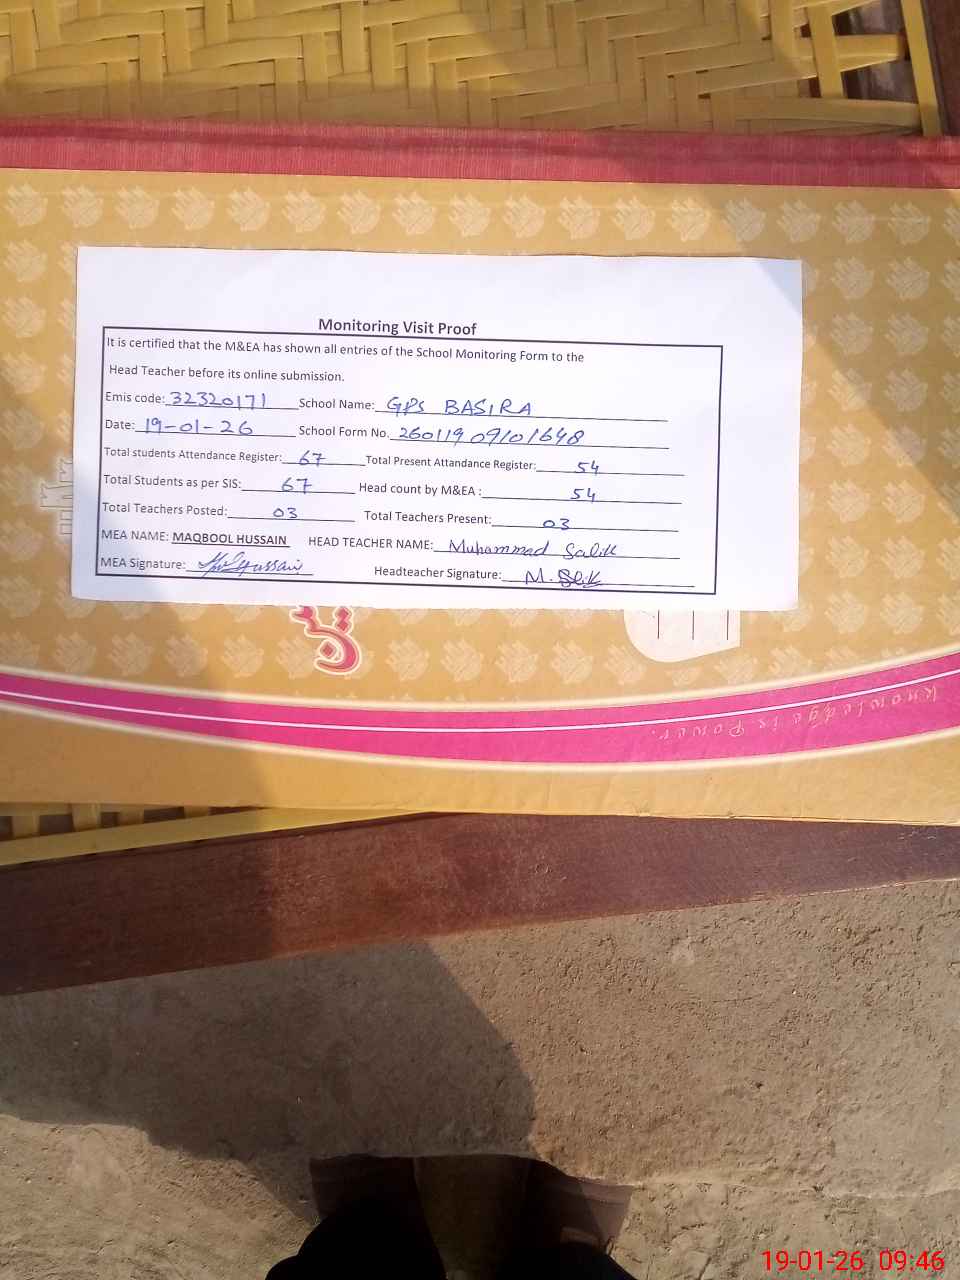 Monitoring Visit Proof
It is certified that the M&EA has shown all entries of the School Monitoring Form to the
Head Teacher before its online submission.
Emis code: 32320171 School Name: GPS BASIRA
Date: 19-01-26 School Form No. 260119 09101648
Total students Attendance Register: 67 Total Present Attandance Register: 54
Total Students as per SIS: 67 Head count by M&EA : 54
Total Teachers Posted: 03 Total Teachers Present: 03
MEA NAME: MAQBOOL HUSSAIN HEAD TEACHER NAME: Muhammad Salik
MEA Signature: Hussain Headteacher Signature: M. Salik
Knowledge is Power.
19-01-26 09:46